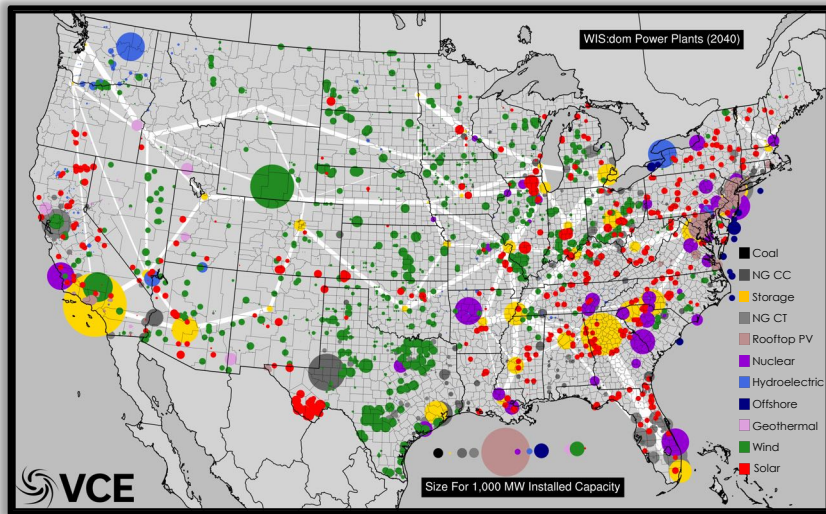 WIS:dom Power Plants (2040)
Coal
NG CC
Storage
NG CT
Rooftop PV
Nuclear
Hydroelectric
Offshore
Geothermal
Wind
Solar
Size For 1,000 MW Installed Capacity
VCE